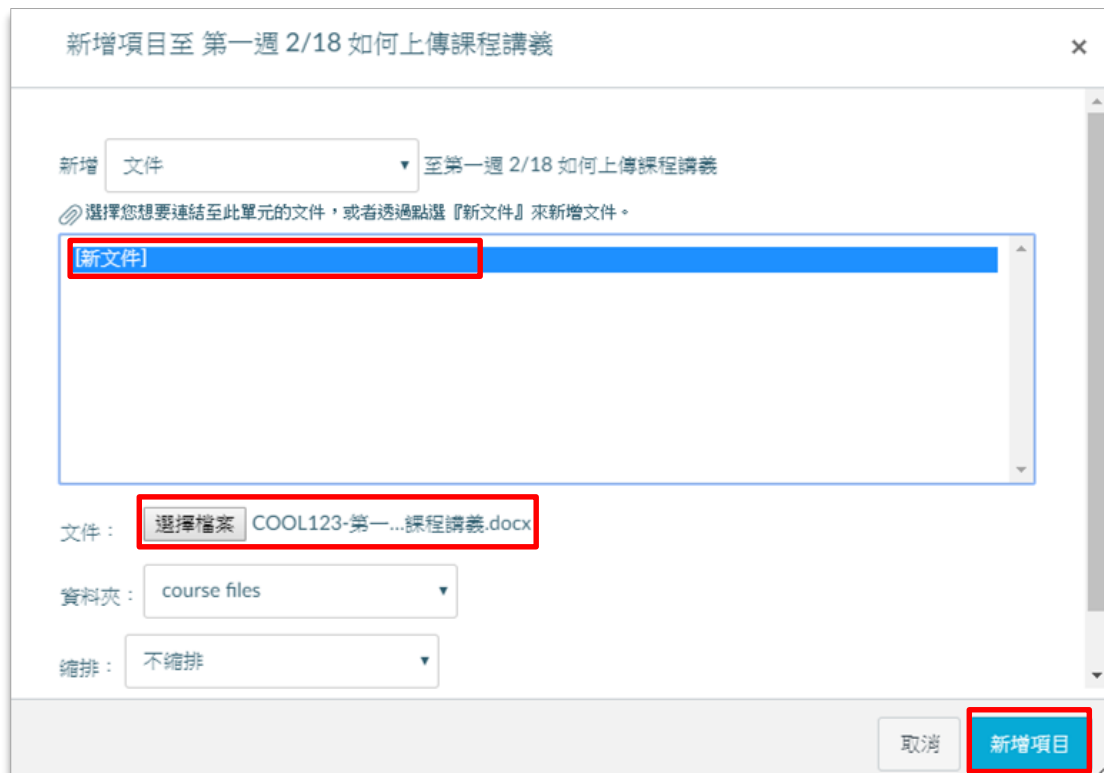 新增項目至 第一週 2/18 如何上傳課程講義
×
新增 文件 至第一週 2/18 如何上傳課程講義
選擇您想要連結至此單元的文件，或者透過點選『新文件』來新增文件。
[新文件]
文件： 選擇檔案 COOL123-第一...課程講義.docx
資料夾： course files
縮排： 不縮排
取消 新增項目